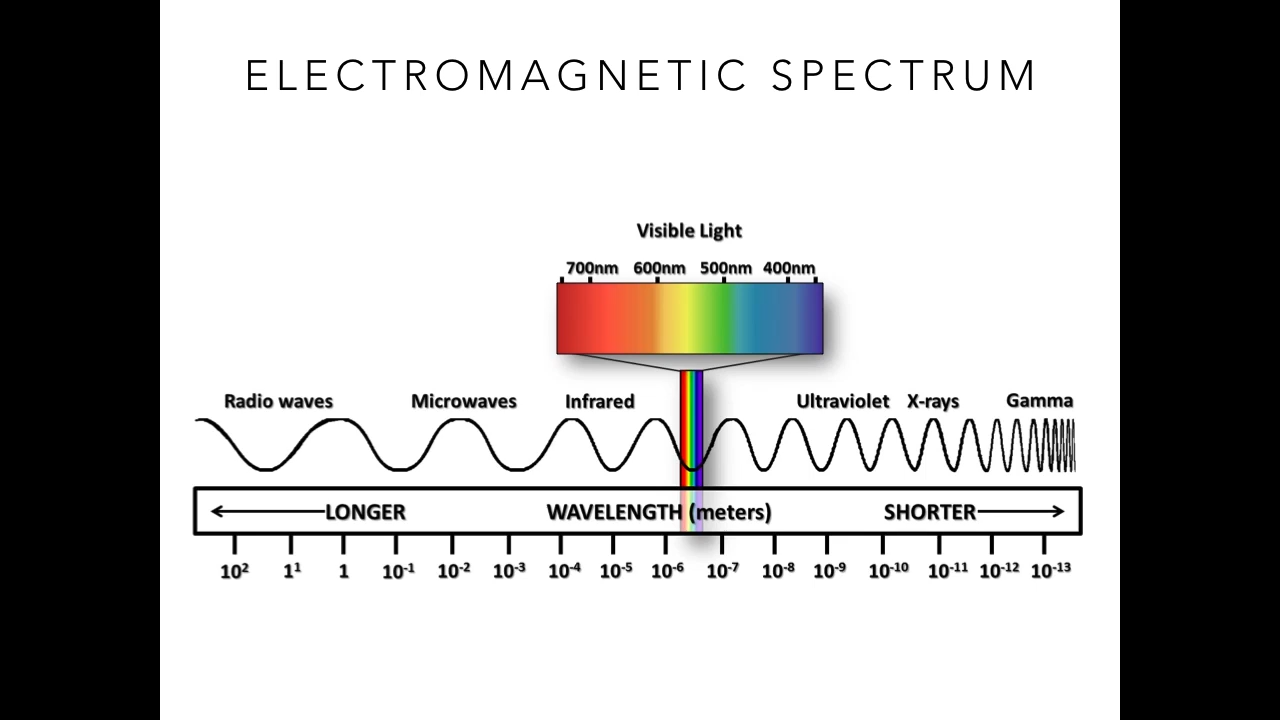 ELECTROMAGNETIC SPECTRUM
Visible Light
700nm 600nm 500nm 400nm
Radio waves Microwaves Infrared Ultraviolet X-rays Gamma
LONGER WAVELENGTH (meters) SHORTER
10² 1¹ 1 10⁻¹ 10⁻² 10⁻³ 10⁻⁴ 10⁻⁵ 10⁻⁶ 10⁻⁷ 10⁻⁸ 10⁻⁹ 10⁻¹⁰ 10⁻¹¹ 10⁻¹² 10⁻¹³